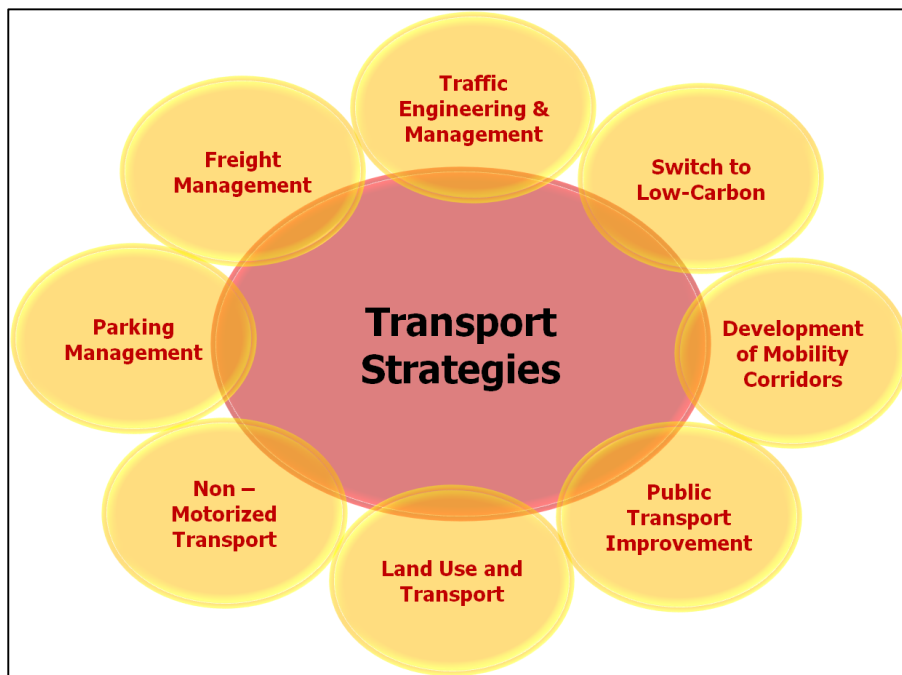 Traffic
Engineering &
Management
Switch to
Low-Carbon
Development
of Mobility
Corridors
Public
Transport
Improvement
Land Use and
Transport
Non –
Motorized
Transport
Parking
Management
Freight
Management
Transport
Strategies